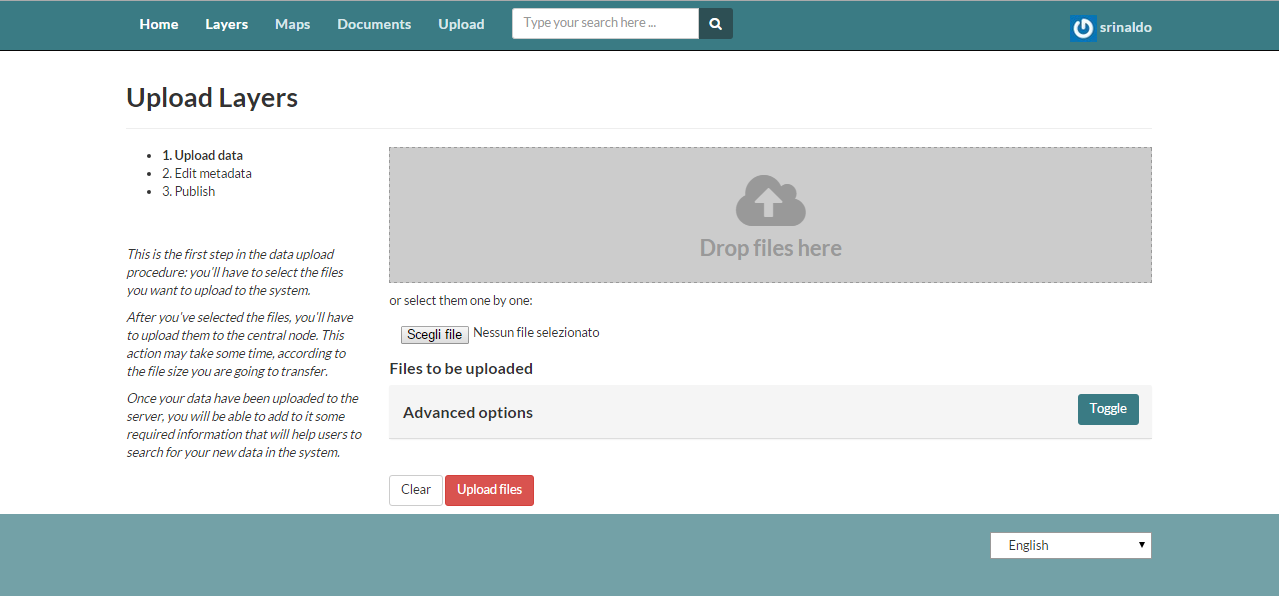 Home Layers Maps Documents Upload Type your search here ... srinaldo
Upload Layers
1. Upload data
2. Edit metadata
3. Publish
This is the first step in the data upload
procedure: you'll have to select the files
you want to upload to the system.
After you've selected the files, you'll have
to upload them to the central node. This
action may take some time, according to
the file size you are going to transfer.
Once your data have been uploaded to the
server, you will be able to add to it some
required information that will help users to
search for your new data in the system.
Drop files here
or select them one by one:
Scegli file Nessun file selezionato
Files to be uploaded
Advanced options Toggle
Clear Upload files
English